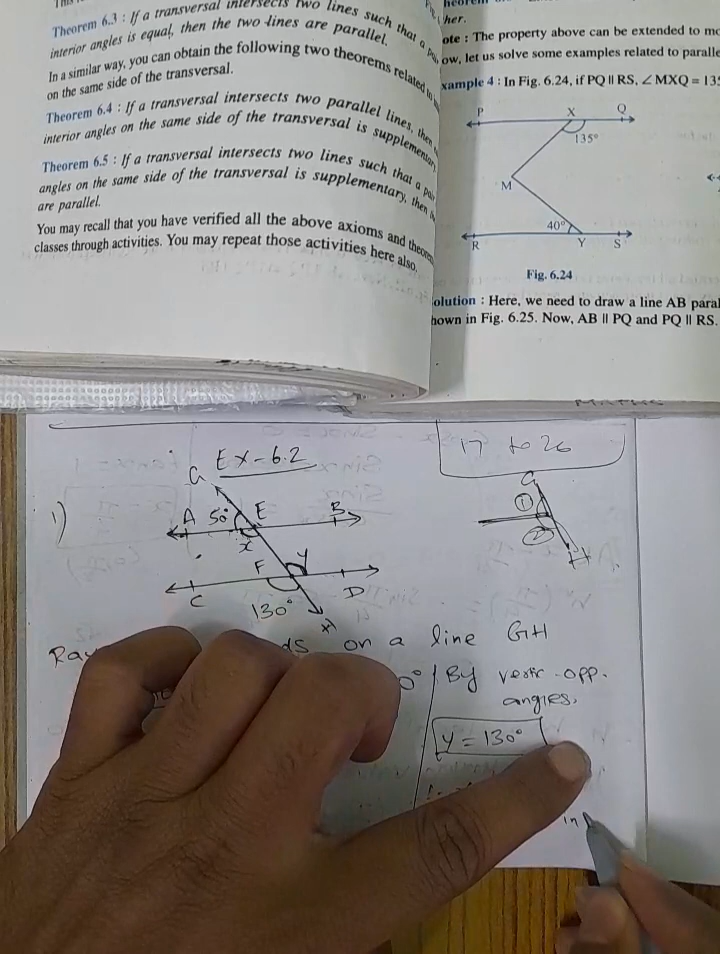 Theorem 6.3 : If a transversal intersects two lines such that a
interior angles is equal, then the two lines are parallel.
In a similar way, you can obtain the following two theorems related to
on the same side of the transversal.
Theorem 6.4 : If a transversal intersects two parallel lines, then
interior angles on the same side of the transversal is supplementary
Theorem 6.5 : If a transversal intersects two lines such that a
angles on the same side of the transversal is supplementary, then
are parallel.
You may recall that you have verified all the above axioms and
classes through activities. You may repeat those activities here also.
her.
ote : The property above can be extended to
ow, let us solve some examples related to
xample 4 : In Fig. 6.24, if PQ || RS, ∠ MXQ = 135
P X Q
135°
M
40°
R Y S
Fig. 6.24
olution : Here, we need to draw a line AB
hown in Fig. 6.25. Now, AB || PQ and PQ || RS.
Ex-6.2
17 to 26
1)
G
A 50° E B
x
F y
C D
130°
G
1
2
H
on a line GH
By vertic. opp.
angles.
y = 130°
in